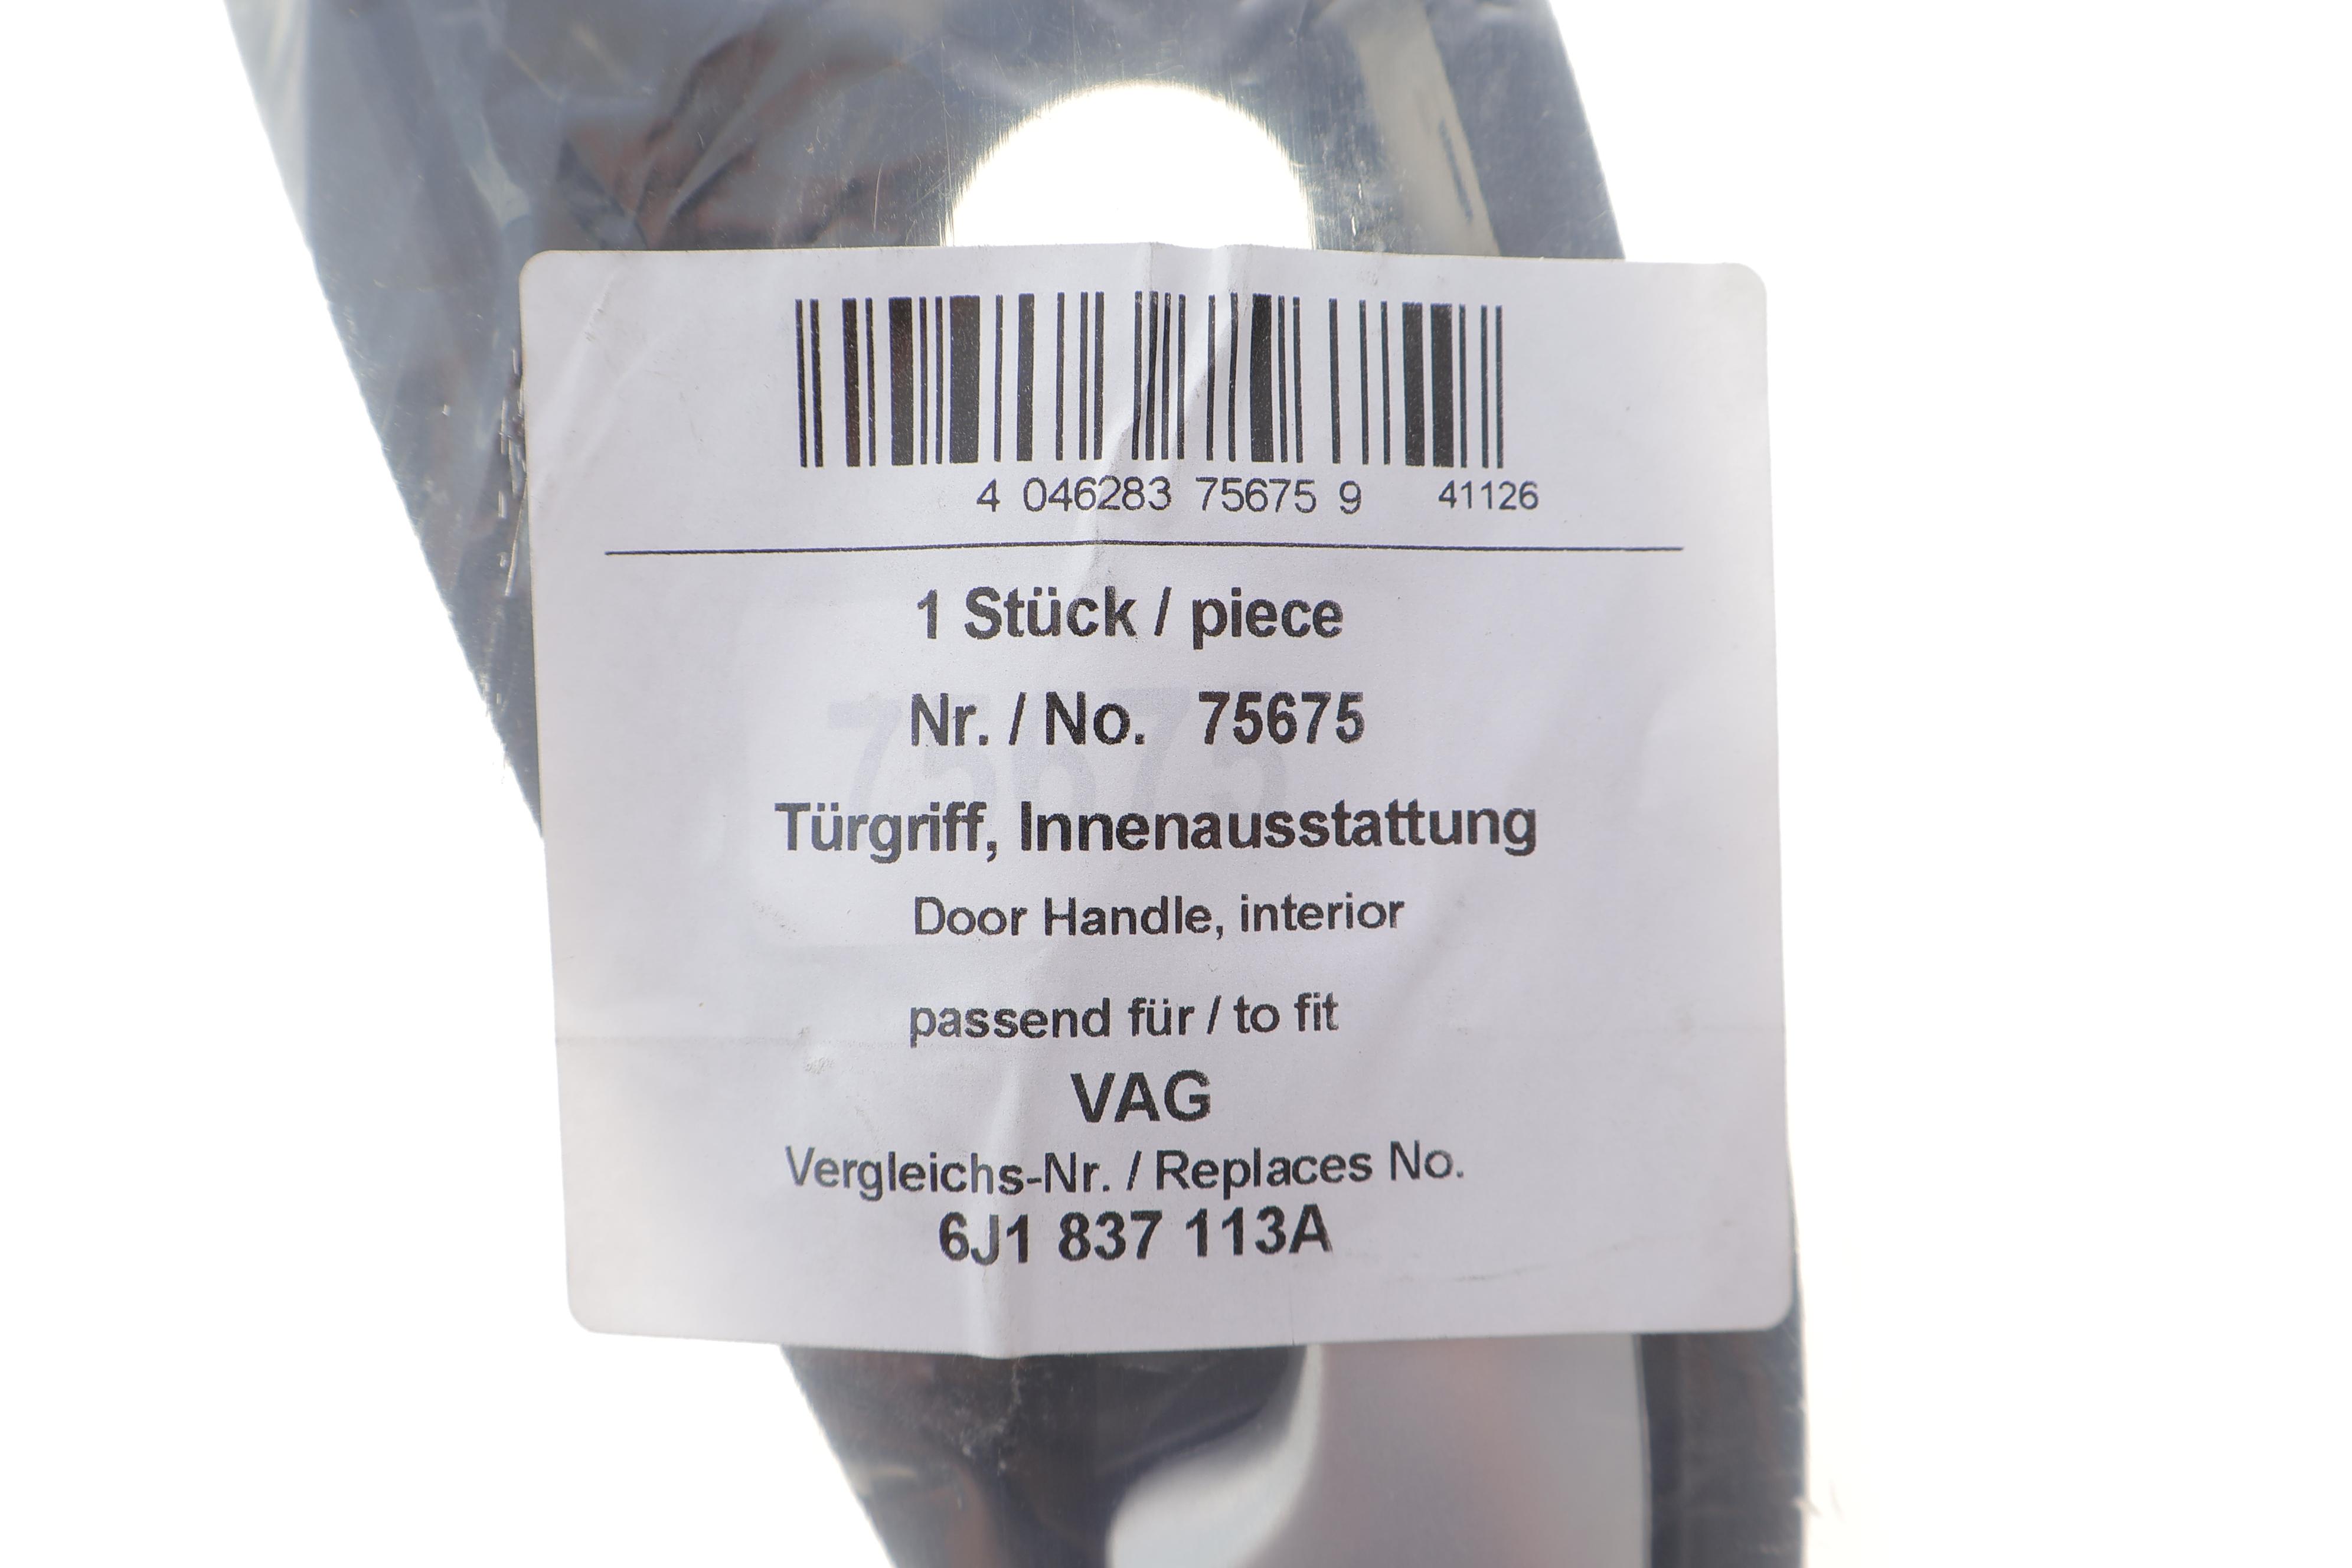 4 046283 75675 9 41126
1 Stück / piece
Nr. / No. 75675
Türgriff, Innenausstattung
Door Handle, interior
passend für / to fit
VAG
Vergleichs-Nr. / Replaces No.
6J1 837 113A